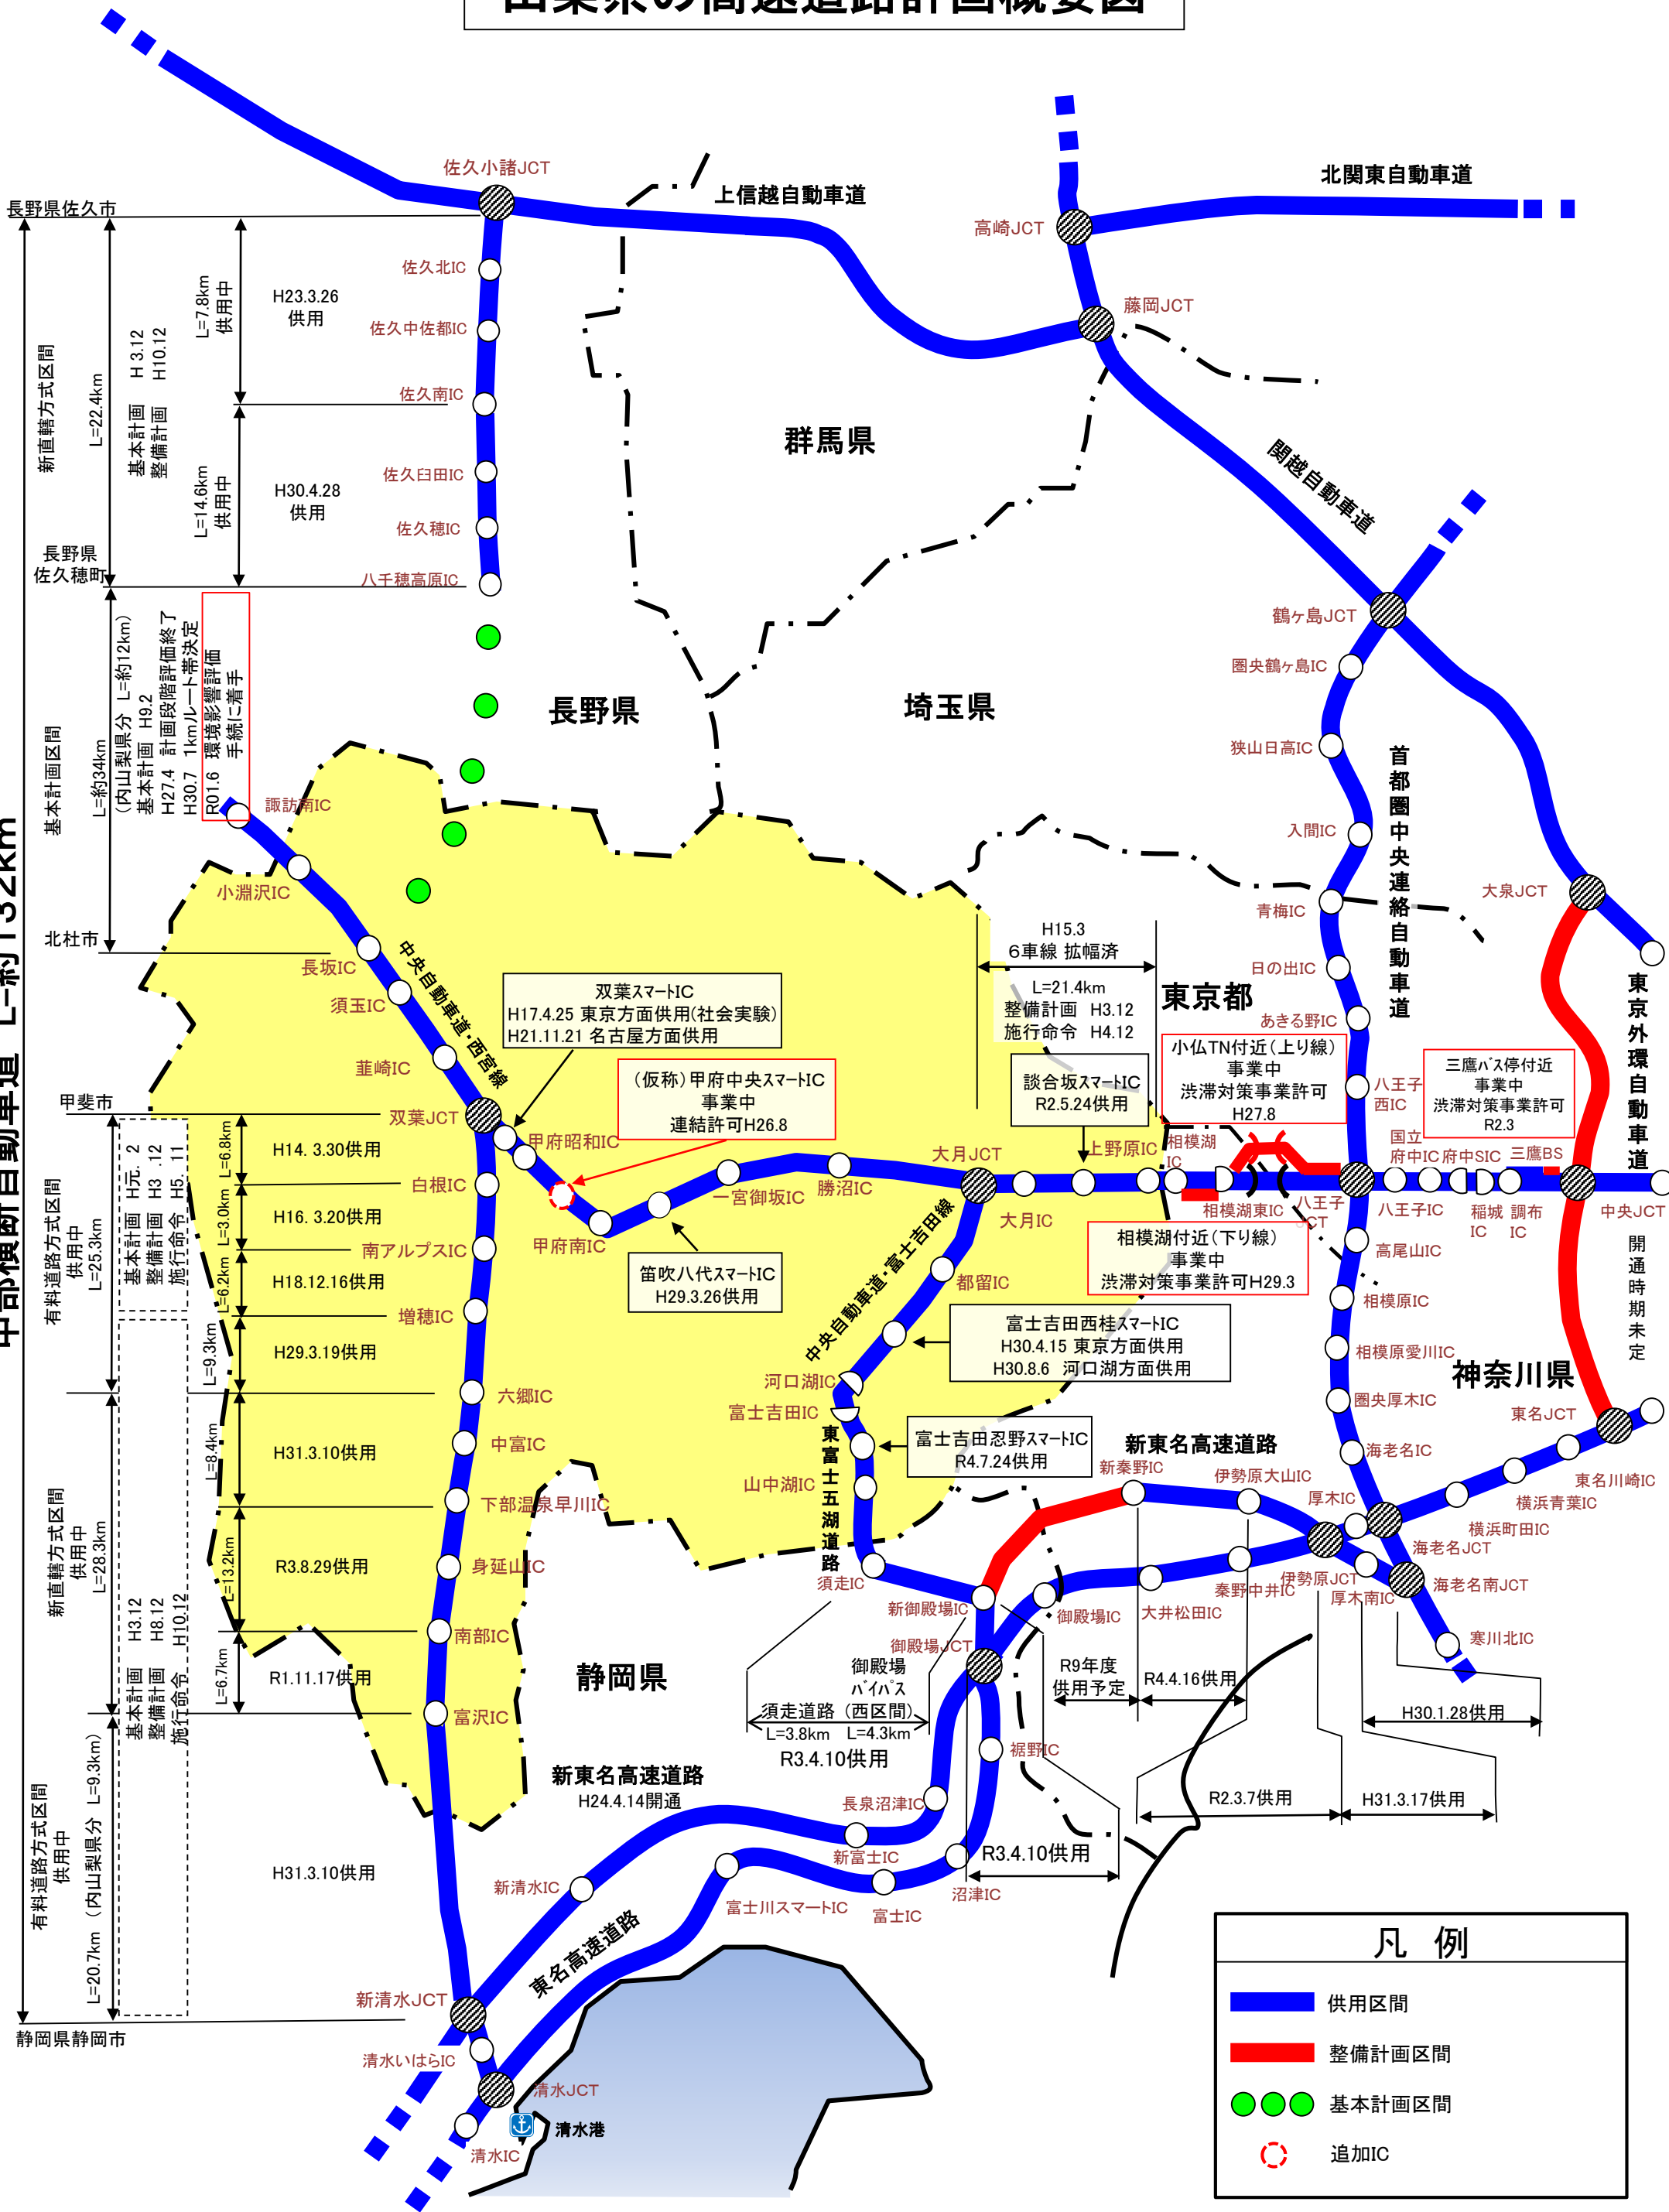 山梨県の高速道路計画概要図
佐久小諸JCT
上信越自動車道
北関東自動車道
高崎JCT
藤岡JCT
関越自動車道
長野県佐久市
佐久北IC
佐久中佐都IC
佐久南IC
佐久臼田IC
佐久穂IC
八千穂高原IC
L=7.8km
供用中
H23.3.26
供用
L=14.6km
供用中
H30.4.28
供用
基本計画 H 3.12
整備計画 H10.12
L=22.4km
新直轄方式区間
長野県
佐久穂町
群馬県
長野県
埼玉県
鶴ヶ島JCT
圏央鶴ヶ島IC
狭山日高IC
入間IC
青梅IC
日の出IC
あきる野IC
八王子
西IC
首都圏中央連絡自動車道
大泉JCT
東京外環自動車道
基本計画区間
L=約34km
(内山梨県分 L=約12km)
基本計画 H9.2
H27.4 計画段階評価終了
H30.7 1kmルート帯決定
R01.6 環境影響評価
手続に着手
中部横断自動車道 L=約132km
諏訪南IC
小淵沢IC
北杜市
長坂IC
須玉IC
韮崎IC
中央自動車道・西宮線
双葉スマートIC
H17.4.25 東京方面供用(社会実験)
H21.11.21 名古屋方面供用
(仮称)甲府中央スマートIC
事業中
連結許可H26.8
H15.3
6車線 拡幅済
L=21.4km
整備計画 H3.12
施行命令 H4.12
東京都
談合坂スマートIC
R2.5.24供用
小仏TN付近(上り線)
事業中
渋滞対策事業許可
H27.8
三鷹バス停付近
事業中
渋滞対策事業許可
R2.3
甲斐市
双葉JCT
甲府昭和IC
甲府南IC
一宮御坂IC
勝沼IC
大月JCT
大月IC
上野原IC
相模湖
IC
相模湖東IC
八王子
JCT
八王子IC
国立
府中IC
府中SIC
稲城
IC
調布
IC
三鷹BS
中央JCT
開通時期未定
笛吹八代スマートIC
H29.3.26供用
相模湖付近(下り線)
事業中
渋滞対策事業許可H29.3
高尾山IC
相模原IC
相模原愛川IC
圏央厚木IC
海老名IC
神奈川県
白根IC
南アルプスIC
増穂IC
六郷IC
中富IC
下部温泉早川IC
身延山IC
南部IC
富沢IC
L=6.8km
H14. 3.30供用
L=3.0km
H16. 3.20供用
L=6.2km
H18.12.16供用
L=9.3km
H29.3.19供用
L=8.4km
H31.3.10供用
L=13.2km
R3.8.29供用
L=6.7km
R1.11.17供用
有料道路方式区間
供用中
L=25.3km
基本計画 H元. 2
整備計画 H3 .12
施行命令 H5. 11
新直轄方式区間
供用中
L=28.3km
基本計画 H3.12
整備計画 H8.12
施行命令 H10.12
有料道路方式区間
供用中
L=20.7km (内山梨県分 L=9.3km)
H31.3.10供用
静岡県静岡市
中央自動車道・富士吉田線
都留IC
富士吉田西桂スマートIC
H30.4.15 東京方面供用
H30.8.6 河口湖方面供用
河口湖IC
富士吉田IC
東富士五湖道路
富士吉田忍野スマートIC
R4.7.24供用
山中湖IC
須走IC
新東名高速道路
新秦野IC
伊勢原大山IC
厚木IC
東名JCT
東名川崎IC
横浜青葉IC
横浜町田IC
海老名JCT
海老名南JCT
伊勢原JCT
厚木南IC
寒川北IC
秦野中井IC
大井松田IC
御殿場IC
新御殿場IC
御殿場JCT
静岡県
御殿場
バイパス
須走道路 (西区間)
L=3.8km L=4.3km
R3.4.10供用
R9年度
供用予定
R4.4.16供用
H30.1.28供用
R2.3.7供用
H31.3.17供用
R3.4.10供用
裾野IC
長泉沼津IC
新富士IC
沼津IC
富士IC
富士川スマートIC
新東名高速道路
H24.4.14開通
新清水IC
東名高速道路
新清水JCT
清水いはらIC
清水JCT
清水IC
清水港
凡 例
供用区間
整備計画区間
基本計画区間
追加IC